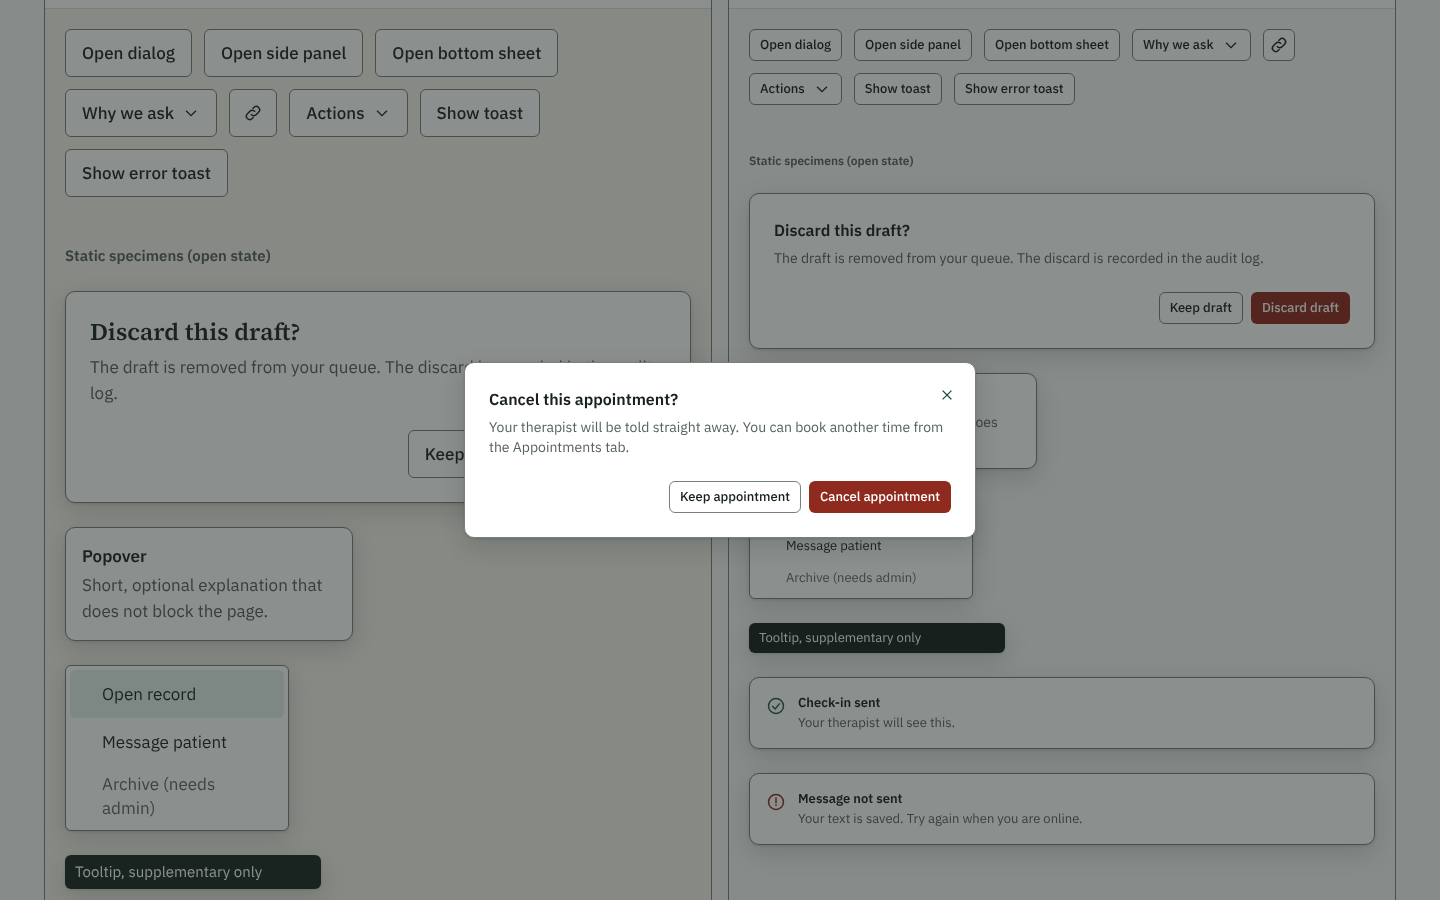 Open dialog
Open side panel
Open bottom sheet
Why we ask
Actions
Show toast
Show error toast
Static specimens (open state)
Discard this draft?
The draft is removed from your queue. The discar
log.
Keep
Popover
Short, optional explanation that
does not block the page.
Open record
Message patient
Archive (needs
admin)
Tooltip, supplementary only
Open dialog
Open side panel
Open bottom sheet
Why we ask
Actions
Show toast
Show error toast
Static specimens (open state)
Discard this draft?
The draft is removed from your queue. The discard is recorded in the audit log.
Keep draft
Discard draft
Cancel this appointment?
Your therapist will be told straight away. You can book another time from
the Appointments tab.
Keep appointment
Cancel appointment
oes
Message patient
Archive (needs admin)
Tooltip, supplementary only
Check-in sent
Your therapist will see this.
Message not sent
Your text is saved. Try again when you are online.